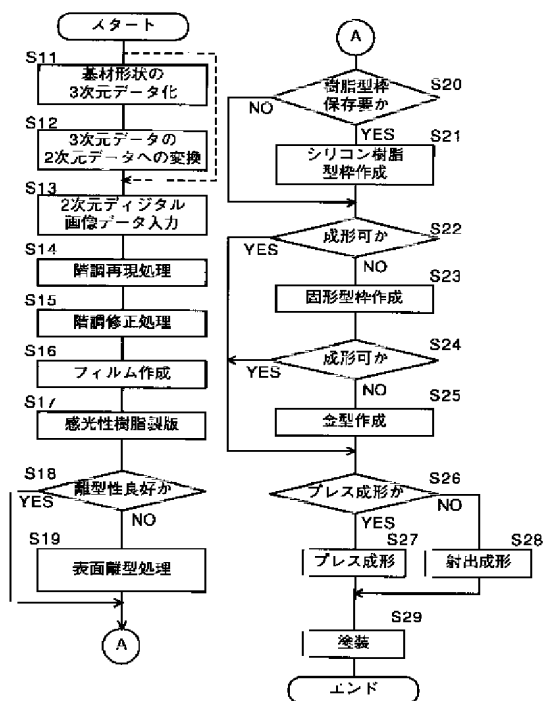 スタート
S11
基材形状の
3次元データ化
S12
3次元データの
2次元データへの変換
S13
2次元ディジタル
画像データ入力
S14
階調再現処理
S15
階調修正処理
S16
フィルム作成
S17
感光性樹脂製版
S18
離型性良好か
YES
NO
S19
表面離型処理
A
A
S20
樹脂型枠
保存要か
NO
YES
S21
シリコン樹脂
型枠作成
S22
成形可か
YES
NO
S23
固形型枠作成
S24
成形可か
YES
NO
S25
金型作成
S26
プレス成形か
NO
YES
S27
プレス成形
S28
射出成形
S29
塗装
エンド